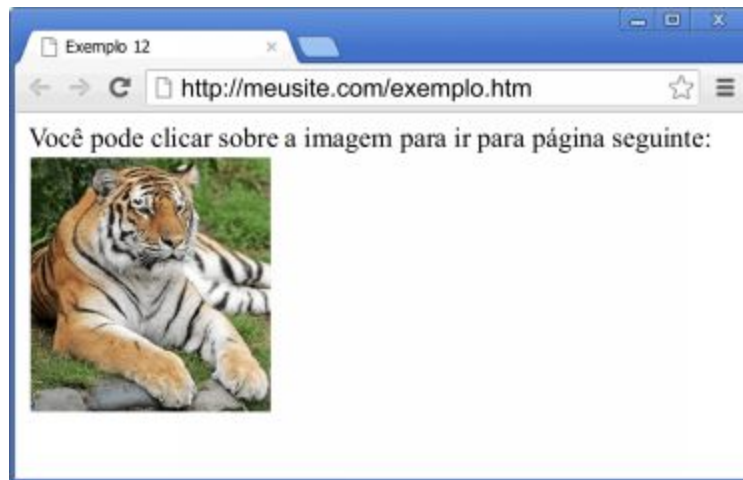 Exemplo 12
http://meusite.com/exemplo.htm
Você pode clicar sobre a imagem para ir para página seguinte: